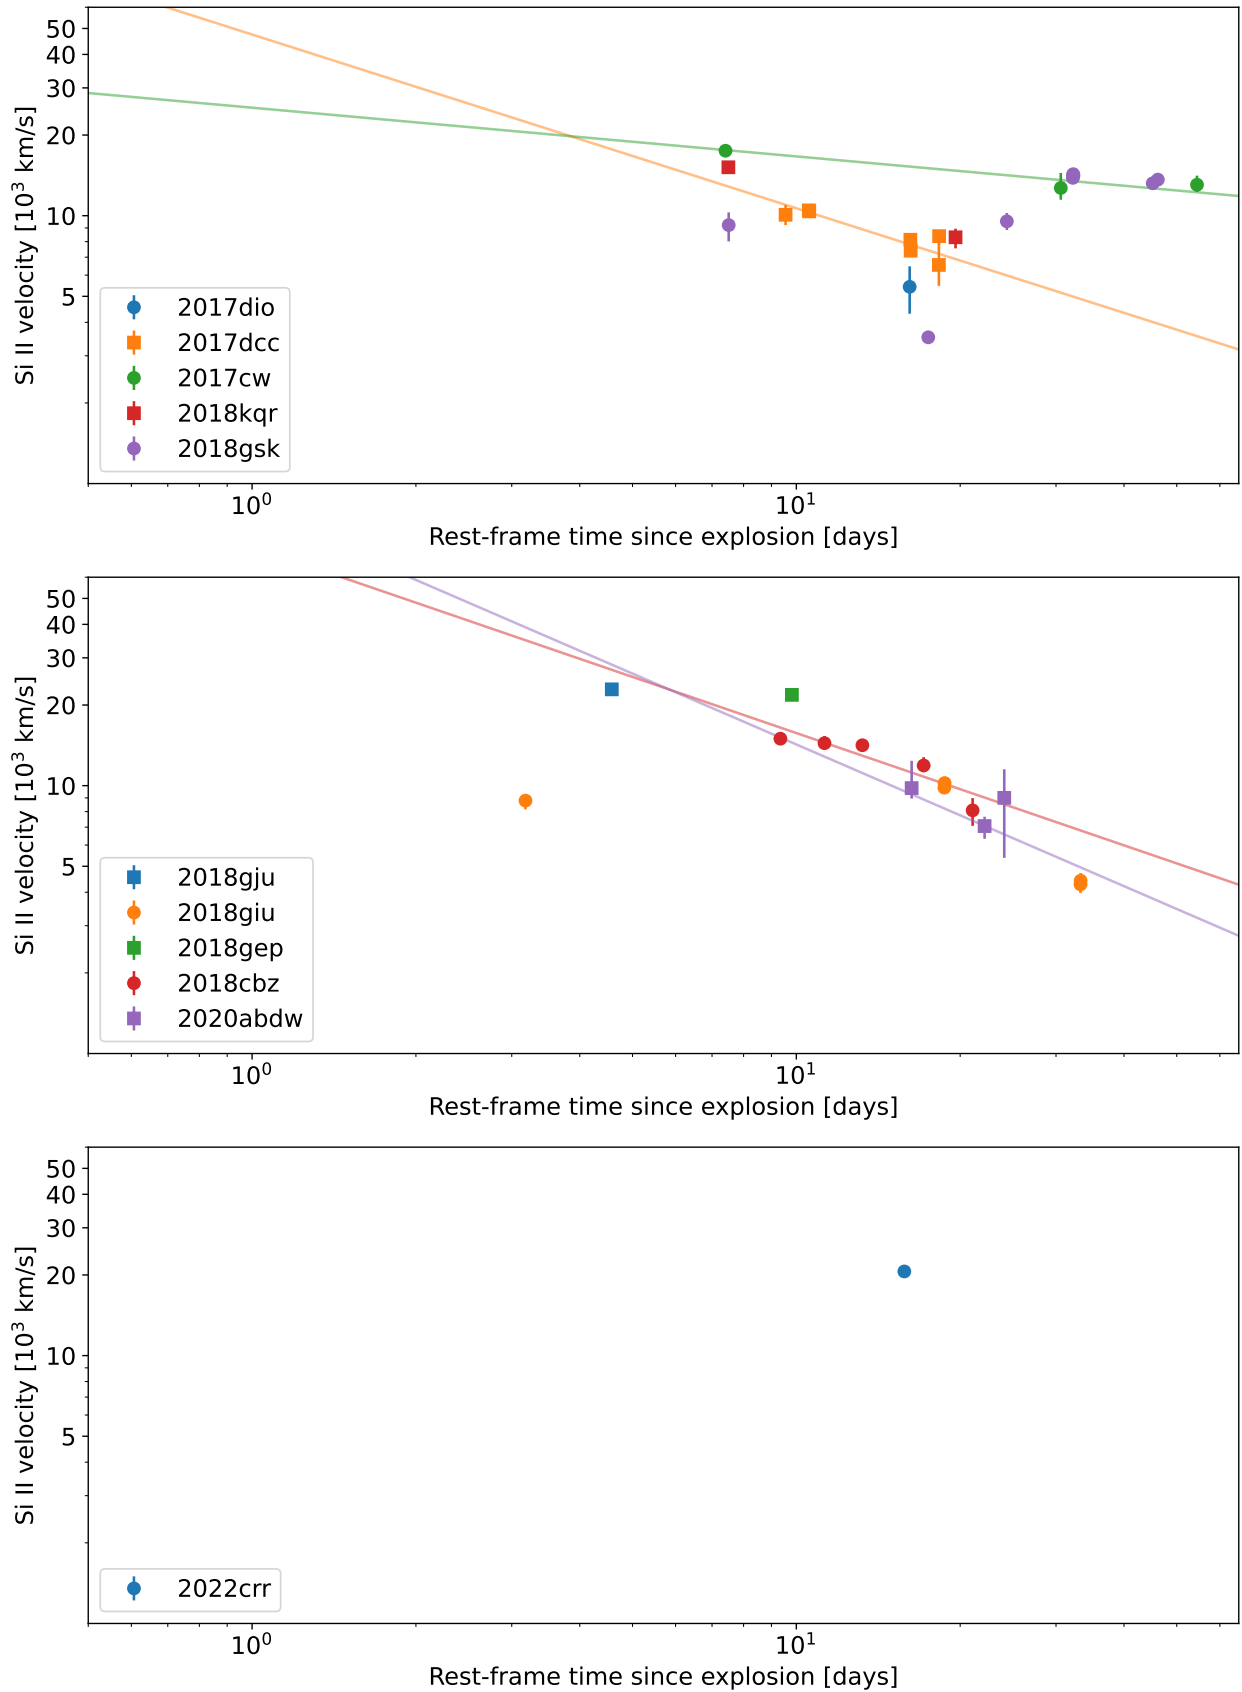 50
40
30
20
10
5
Si II velocity [10³ km/s]
2017dio
2017dcc
2017cw
2018kqr
2018gsk
10⁰ 10¹
Rest-frame time since explosion [days]
50
40
30
20
10
5
Si II velocity [10³ km/s]
2018gju
2018giu
2018gep
2018cbz
2020abdw
10⁰ 10¹
Rest-frame time since explosion [days]
50
40
30
20
10
5
Si II velocity [10³ km/s]
2022crr
10⁰ 10¹
Rest-frame time since explosion [days]